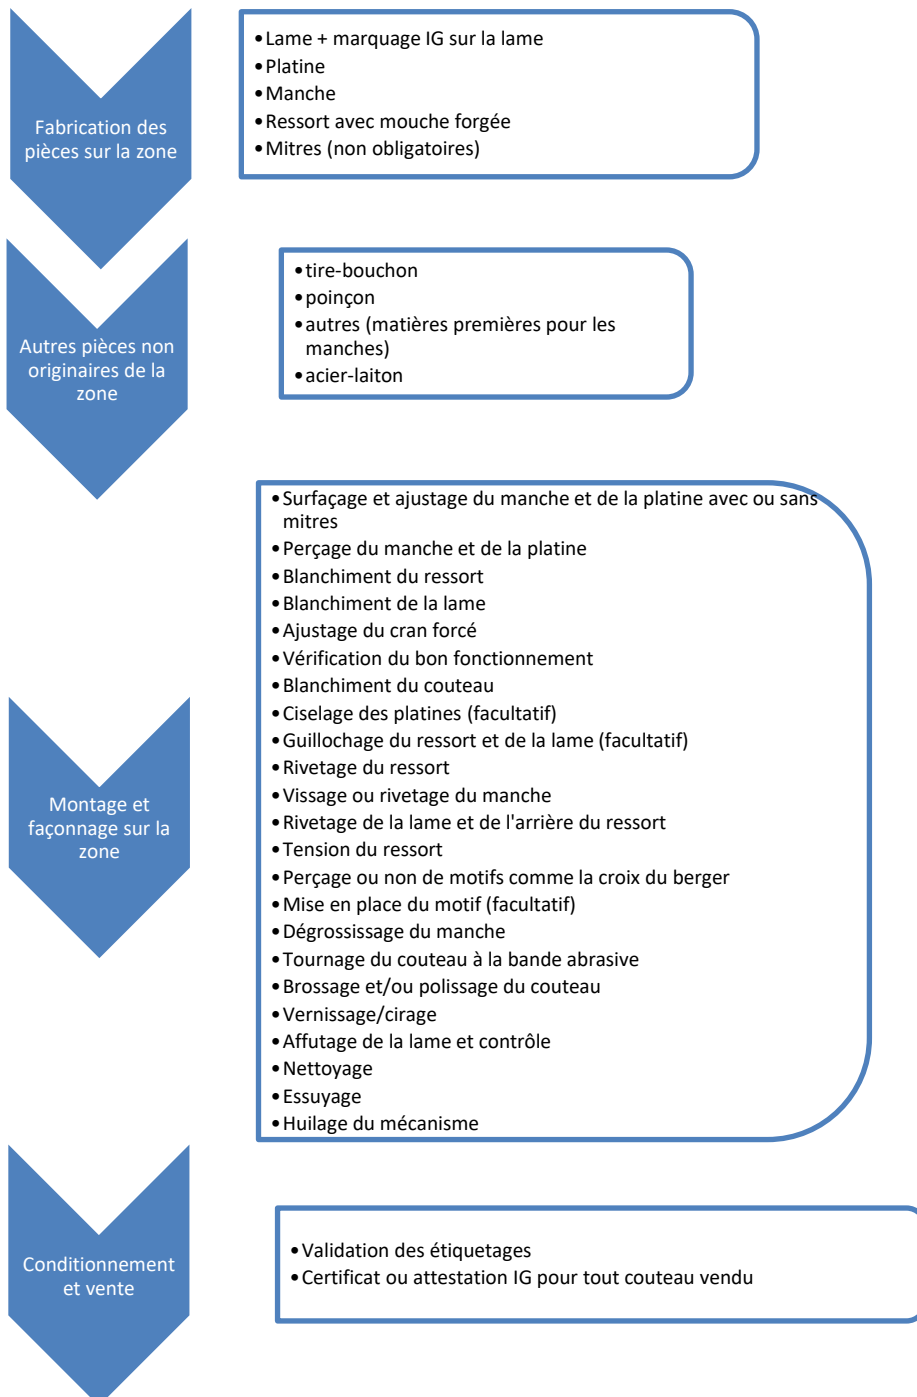 Fabrication des
pièces sur la zone
•Lame + marquage IG sur la lame
•Platine
•Manche
•Ressort avec mouche forgée
•Mitres (non obligatoires)
Autres pièces non
originaires de la
zone
•tire-bouchon
•poinçon
•autres (matières premières pour les
manches)
•acier-laiton
Montage et
façonnage sur la
zone
•Surfaçage et ajustage du manche et de la platine avec ou sans
mitres
•Perçage du manche et de la platine
•Blanchiment du ressort
•Blanchiment de la lame
•Ajustage du cran forcé
•Vérification du bon fonctionnement
•Blanchiment du couteau
•Ciselage des platines (facultatif)
•Guillochage du ressort et de la lame (facultatif)
•Rivetage du ressort
•Vissage ou rivetage du manche
•Rivetage de la lame et de l'arrière du ressort
•Tension du ressort
•Perçage ou non de motifs comme la croix du berger
•Mise en place du motif (facultatif)
•Dégrossissage du manche
•Tournage du couteau à la bande abrasive
•Brossage et/ou polissage du couteau
•Vernissage/cirage
•Affutage de la lame et contrôle
•Nettoyage
•Essuyage
•Huilage du mécanisme
Conditionnement
et vente
•Validation des étiquetages
•Certificat ou attestation IG pour tout couteau vendu